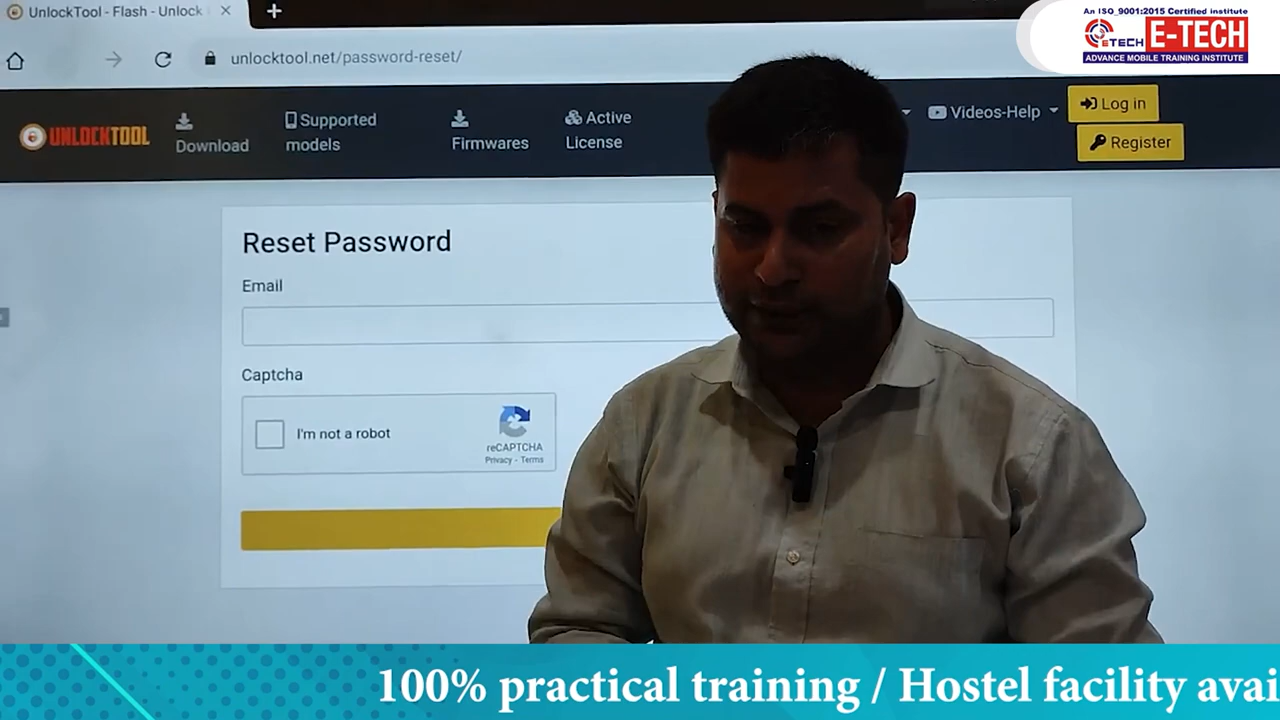 UnlockTool - Flash - Unlock
An ISO 9001:2015 Certified Institute
ETECH E-TECH
ADVANCE MOBILE TRAINING INSTITUTE
unlocktool.net/password-reset/
UNLOCKTOOL
Download
Supported
models
Firmwares
Active
License
Videos-Help
Log in
Register
Reset Password
Email
Captcha
I'm not a robot
reCAPTCHA
Privacy - Terms
100% practical training / Hostel facility avai